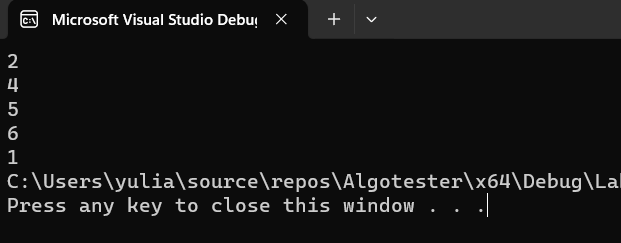 Microsoft Visual Studio Debu
2
4
5
6
1
C:\Users\yulia\source\repos\Algotester\x64\Debug\La
Press any key to close this window . . .